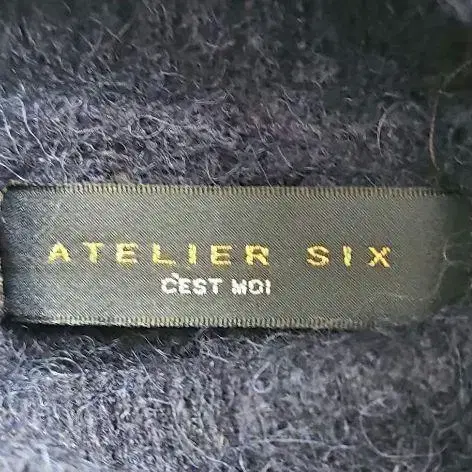 ATELIER SIX
C'EST MOI